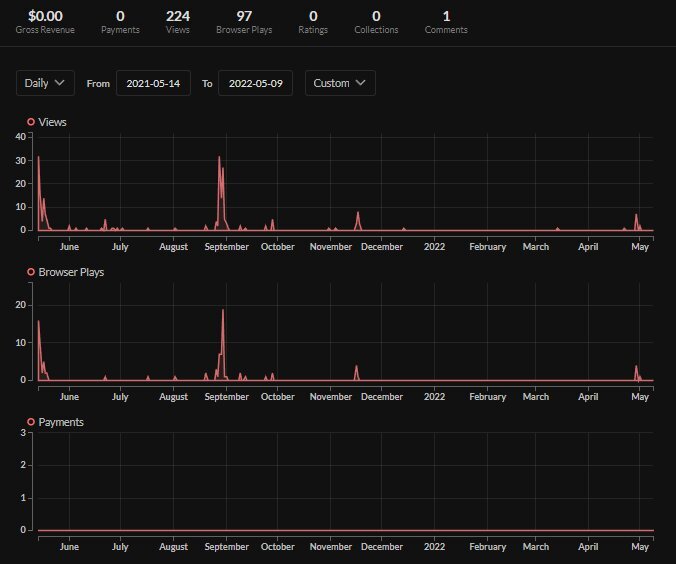 $0.00 0 224 97 0 0 1
Gross Revenue Payments Views Browser Plays Ratings Collections Comments
Daily From 2021-05-14 To 2022-05-09 Custom
Views
40
30
20
10
0
June July August September October November December 2022 February March April May
Browser Plays
20
10
0
June July August September October November December 2022 February March April May
Payments
3
2
1
0
June July August September October November December 2022 February March April May